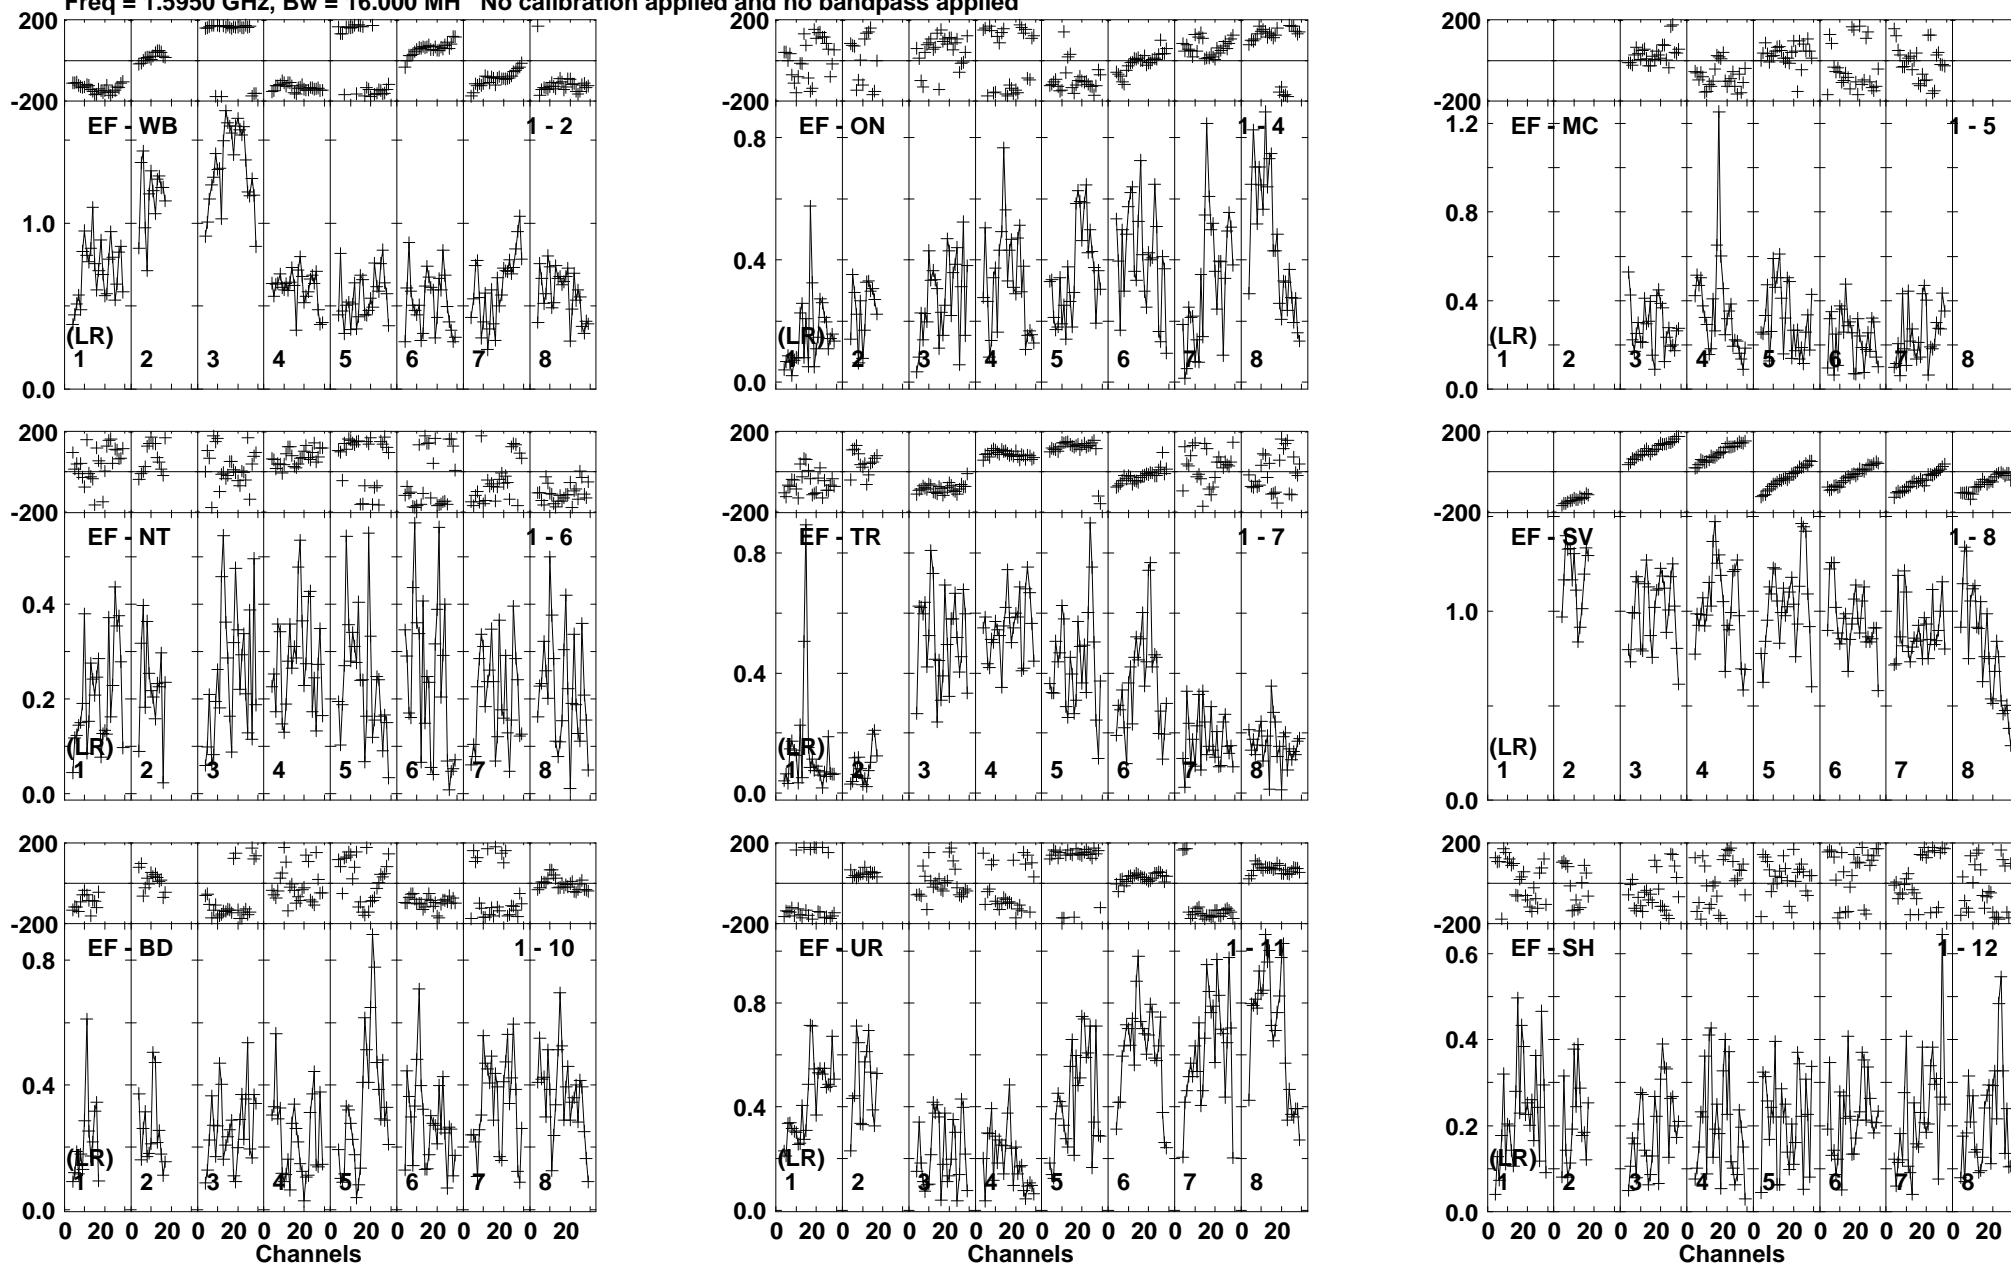 Freq = 1.5950 GHz, Bw = 16.000 MH No calibration applied and no bandpass applied
200 200 200
-200 -200 -200
EF - WB 1 - 2 EF - ON 1 - 4 EF - MC 1 - 5
1.0 0.8 1.2
0.4 0.8
0.4
(LR) (LR) (LR)
1 2 3 4 5 6 7 8 1 2 3 4 5 6 7 8 1 2 3 4 5 6 7 8
0.0 0.0 0.0
200 200 200
-200 -200 -200
EF - NT 1 - 6 EF - TR 1 - 7 EF - SV 1 - 8
0.4 0.8 1.0
0.2 0.4
(LR) (LR) (LR)
1 2 3 4 5 6 7 8 1 2 3 4 5 6 7 8 1 2 3 4 5 6 7 8
0.0 0.0 0.0
200 200 200
-200 -200 -200
EF - BD 1 - 10 EF - UR 1 - 11 EF - SH 1 - 12
0.8 0.8 0.6
0.4 0.4 0.4
0.2
(LR) (LR)
1 2 3 4 5 6 7 8 1 2 3 4 5 6 7 8 1 2 3 4 5 6 7 8
0.0 0.0 0.0
0 20 0 20 0 20 0 20 0 20 0 20 0 20 0 20 0 20 0 20 0 20 0 20 0 20 0 20 0 20 0 20 0 20 0 20 0 20 0 20 0 20 0 20 0 20 0 20
Channels Channels Channels